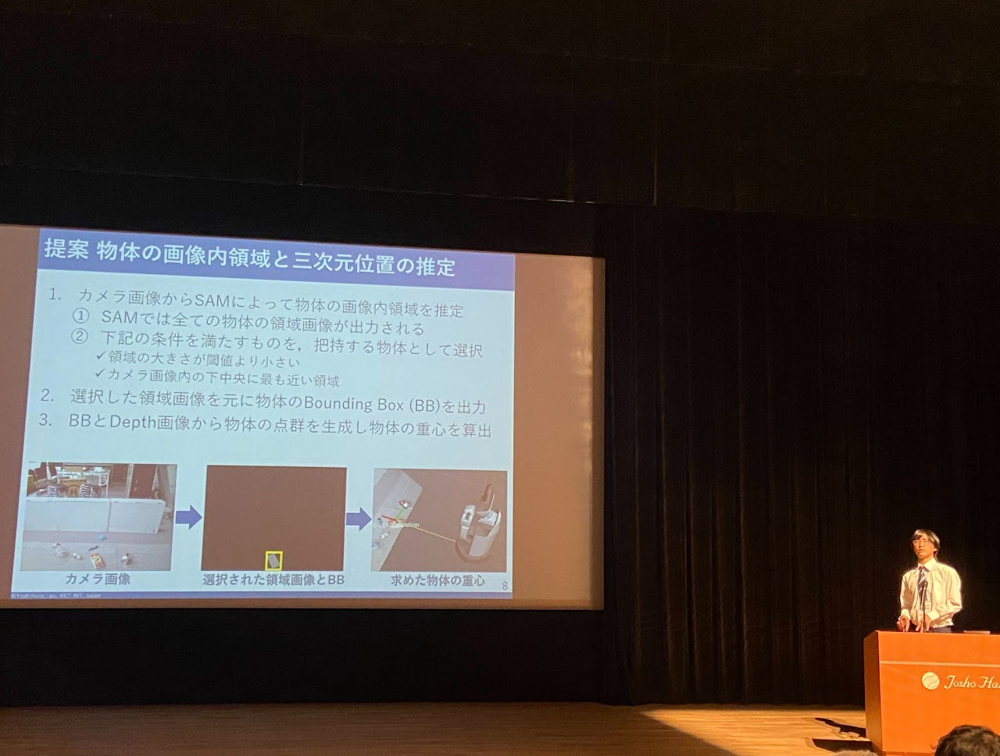 提案 物体の画像内領域と三次元位置の推定
1. カメラ画像からSAMによって物体の画像内領域を推定
① SAMでは全ての物体の領域画像が出力される
② 下記の条件を満たすものを，把持する物体として選択
✓領域の大きさが閾値より小さい
✓カメラ画像内の下中央に最も近い領域
2. 選択した領域画像を元に物体のBounding Box (BB)を出力
3. BBとDepth画像から物体の点群を生成し物体の重心を算出
カメラ画像
選択された領域画像とBB
求めた物体の重心
8
KCT NIT, Japan
Josho